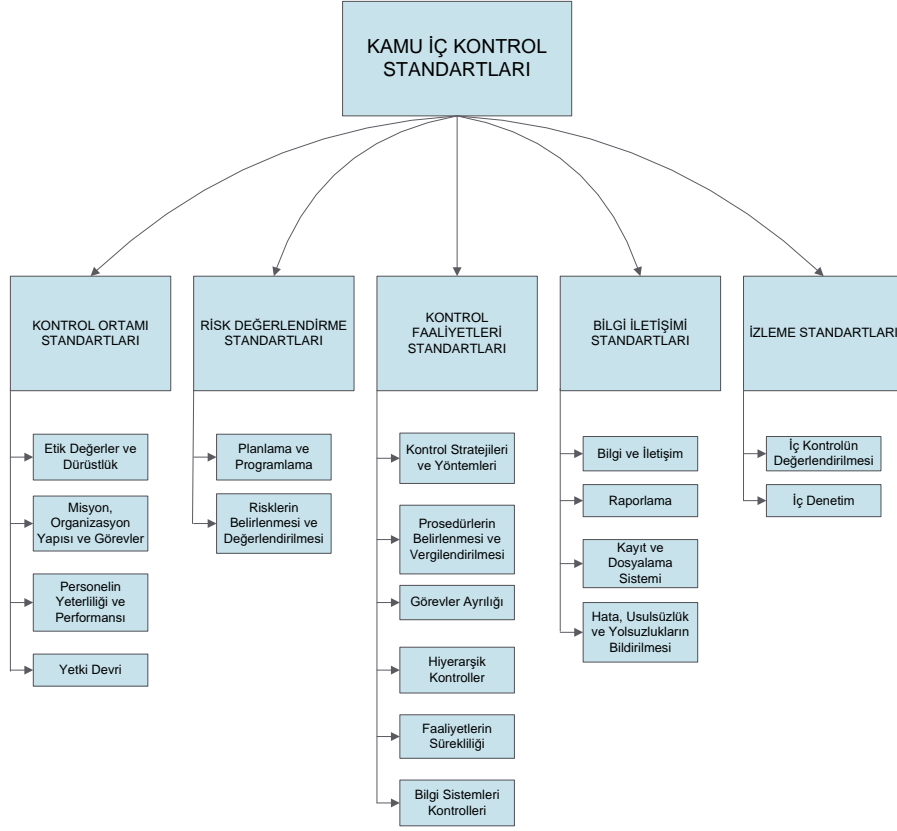 KAMU İÇ KONTROL
STANDARTLARI
KONTROL ORTAMI
STANDARTLARI
RİSK DEĞERLENDİRME
STANDARTLARI
KONTROL
FAALİYETLERİ
STANDARTLARI
BİLGİ İLETİŞİMİ
STANDARTLARI
İZLEME STANDARTLARI
Etik Değerler ve
Dürüstlük
Misyon,
Organizasyon
Yapısı ve Görevler
Personelin
Yeterliliği ve
Performansı
Yetki Devri
Planlama ve
Programlama
Risklerin
Belirlenmesi ve
Değerlendirilmesi
Kontrol Stratejileri
ve Yöntemleri
Prosedürlerin
Belirlenmesi ve
Vergilendirilmesi
Görevler Ayrılığı
Hiyerarşik
Kontroller
Faaliyetlerin
Sürekliliği
Bilgi Sistemleri
Kontrolleri
Bilgi ve İletişim
Raporlama
Kayıt ve
Dosyalama
Sistemi
Hata, Usulsüzlük
ve Yolsuzlukların
Bildirilmesi
İç Kontrolün
Değerlendirilmesi
İç Denetim